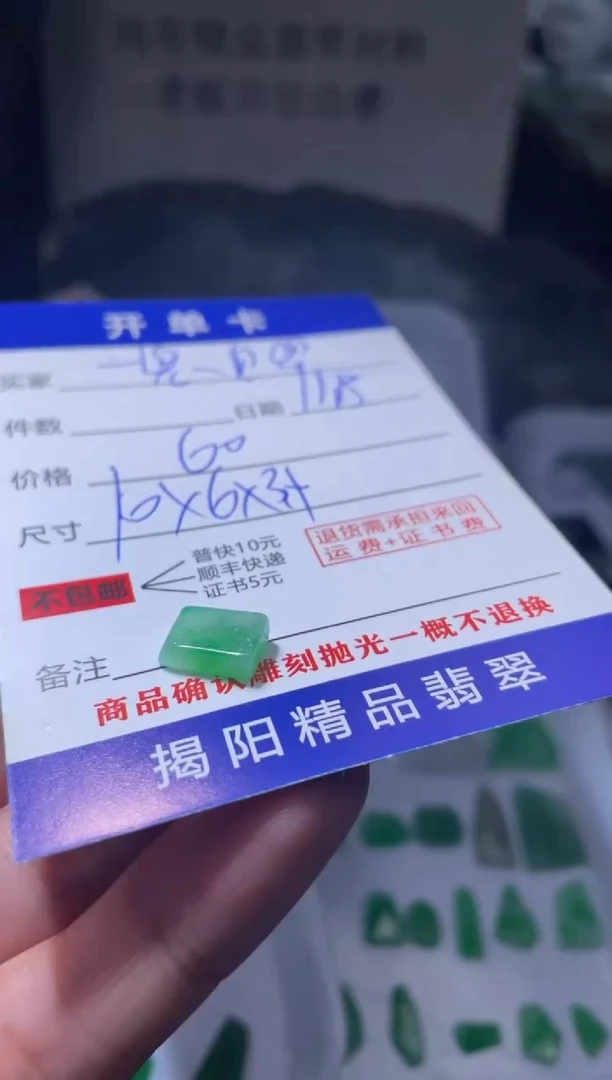 开单卡
买家
件数 日期
价格 60
尺寸 10X6X3+
退货需承担来回
运费+证书费
普快10元
不包邮 顺丰快递
证书5元
备注
商品确认雕刻抛光一概不退换
揭阳精品翡翠